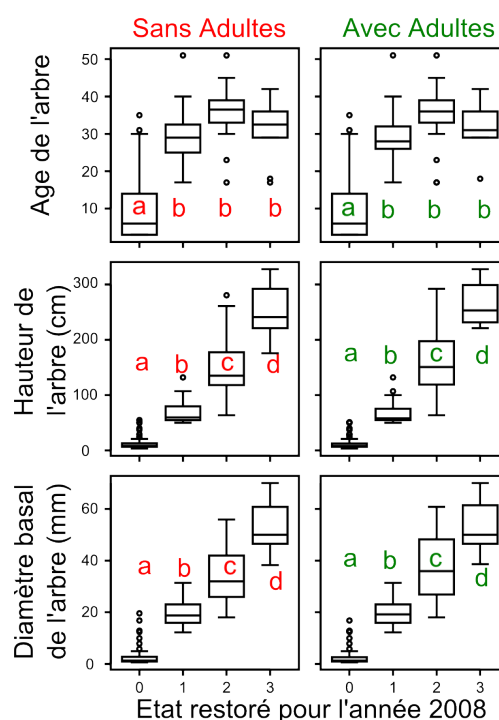 Sans Adultes
Avec Adultes
Age de l'arbre
50
40
30
20
10
a b b b
a b b b
Hauteur de
l'arbre (cm)
300
200
100
0
a b c d
a b c d
Diamètre basal
de l'arbre (mm)
60
40
20
0
a b c d
a b c d
0 1 2 3
0 1 2 3
Etat restoré pour l'année 2008